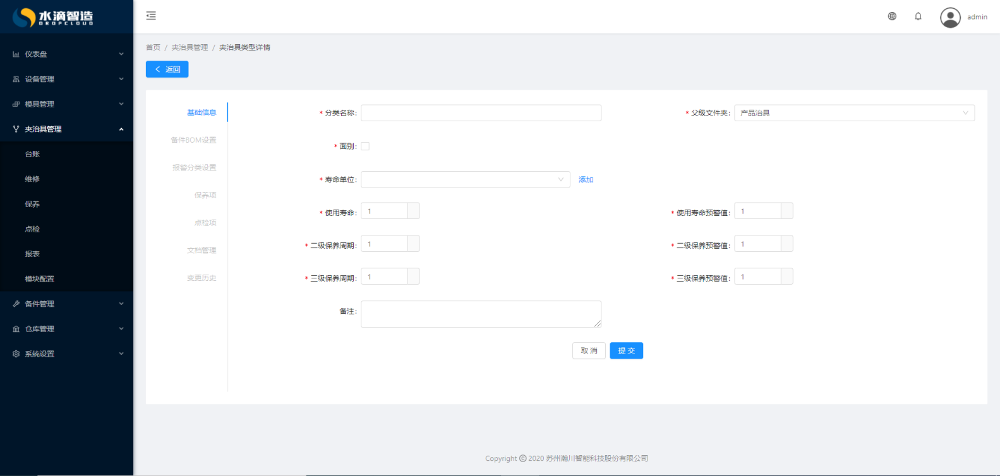 水滴智造
DROPCLOUD
admin
仪表盘
设备管理
模具管理
夹治具管理
台账
维修
保养
点检
报表
模块配置
备件管理
仓库管理
系统设置
首页 / 夹治具管理 / 夹治具类型详情
返回
基础信息
备件BOM设置
报警分类设置
保养项
点检项
文档管理
变更历史
* 分类名称:
* 父级文件夹: 产品治具
* 面别:
* 寿命单位: 添加
* 使用寿命: 1
* 使用寿命预警值: 1
* 二级保养周期: 1
* 二级保养预警值: 1
* 三级保养周期: 1
* 三级保养预警值: 1
备注:
取消 提交
Copyright © 2020 苏州瀚川智能科技股份有限公司